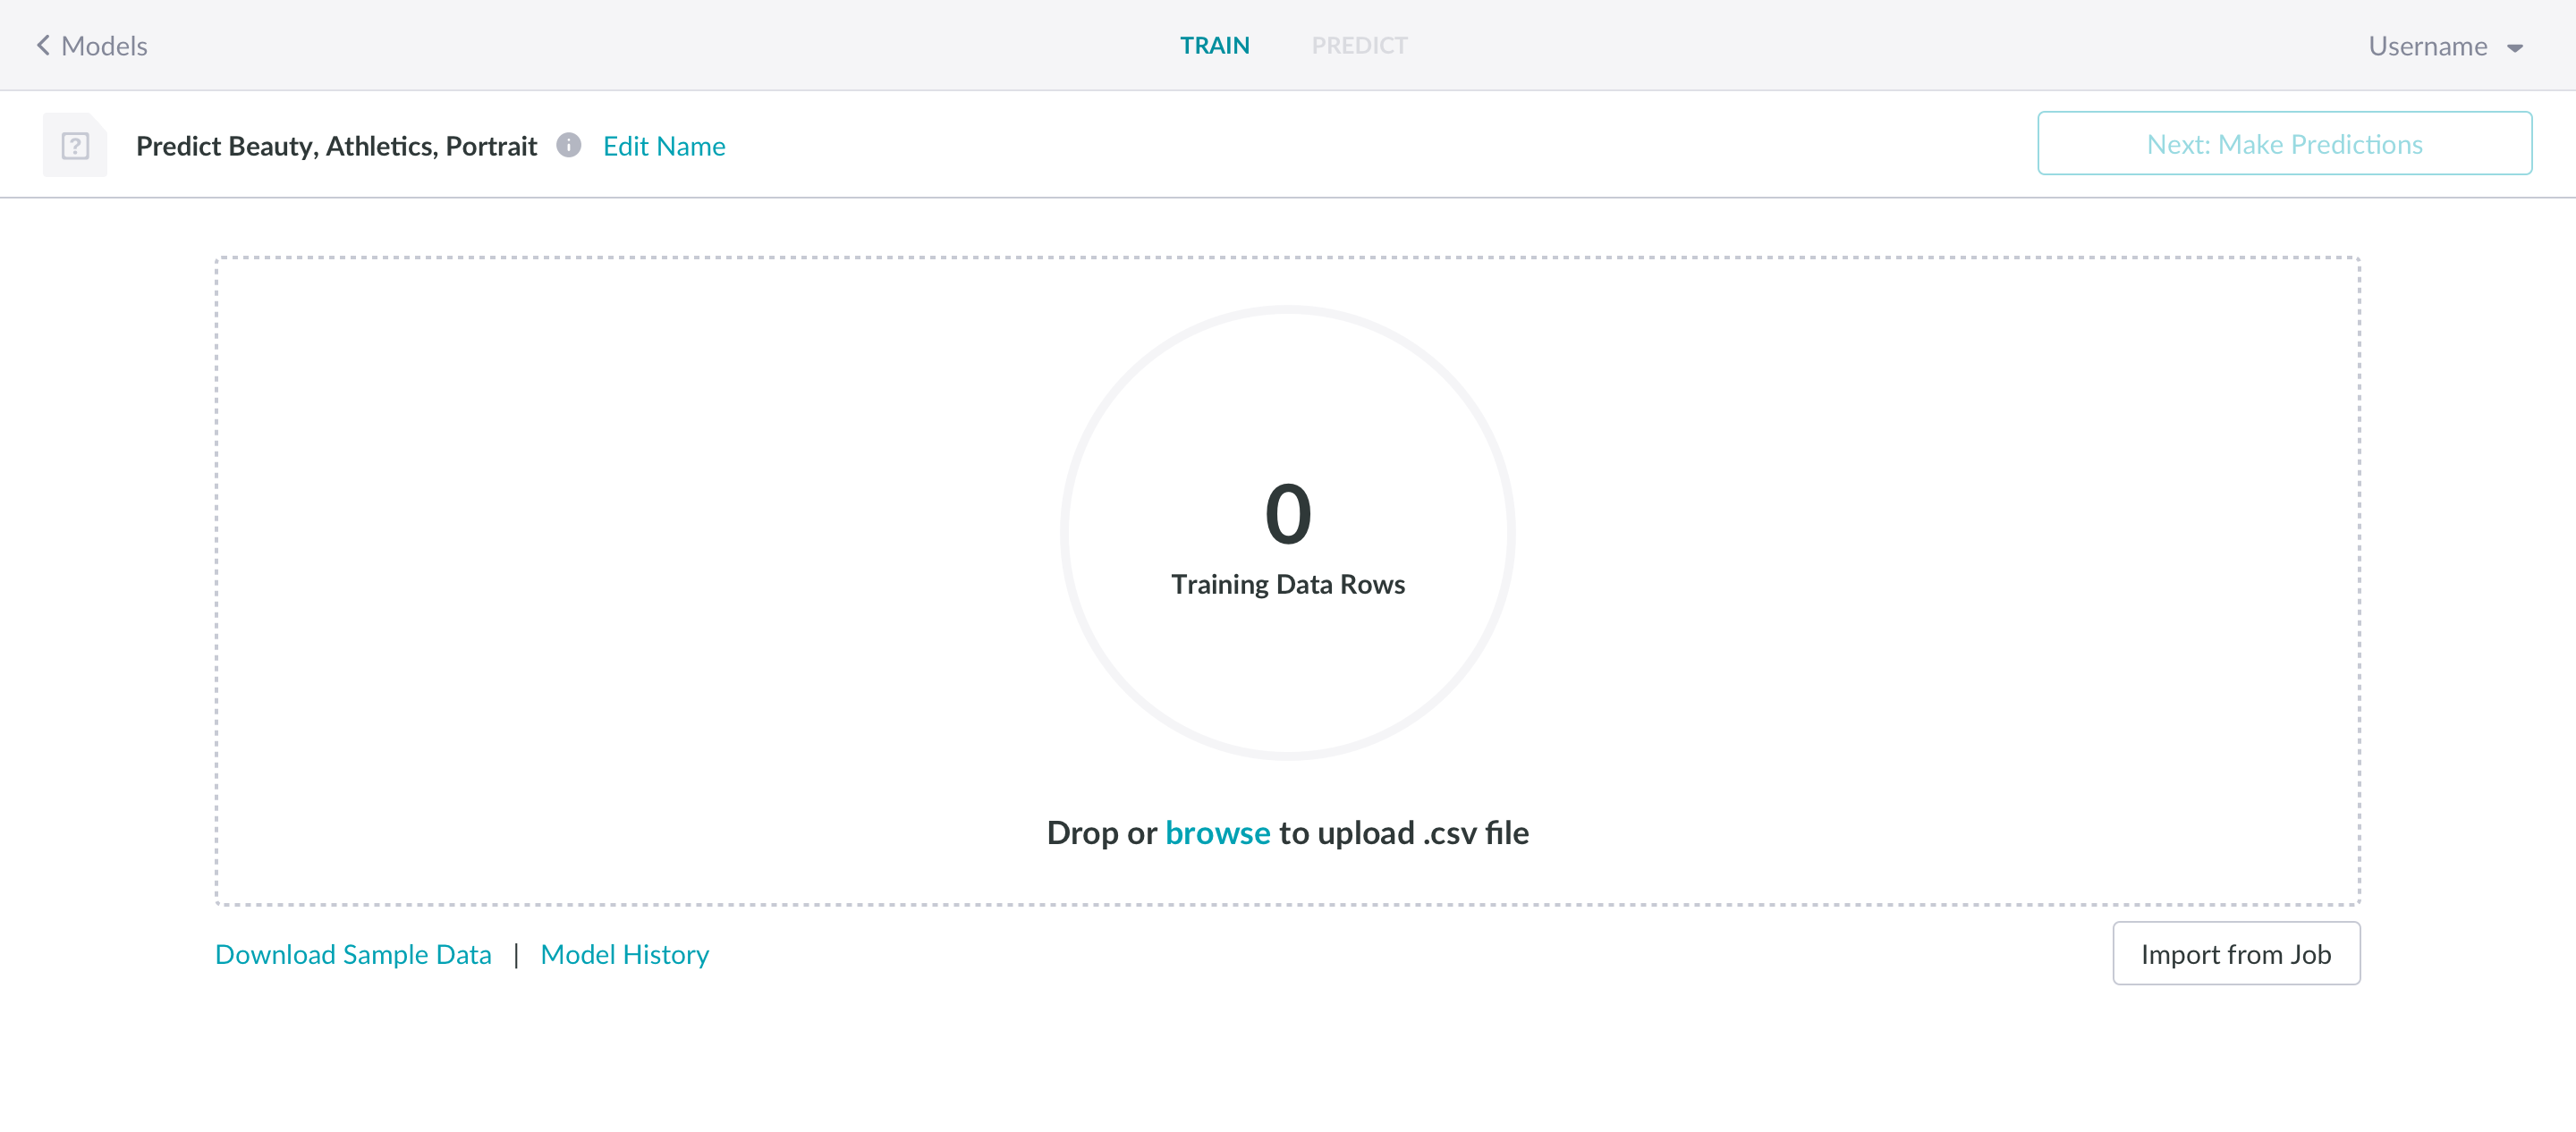 Models
TRAIN
PREDICT
Username
Predict Beauty, Athletics, Portrait
Edit Name
Next: Make Predictions
0
Training Data Rows
Drop or browse to upload .csv file
Download Sample Data | Model History
Import from Job